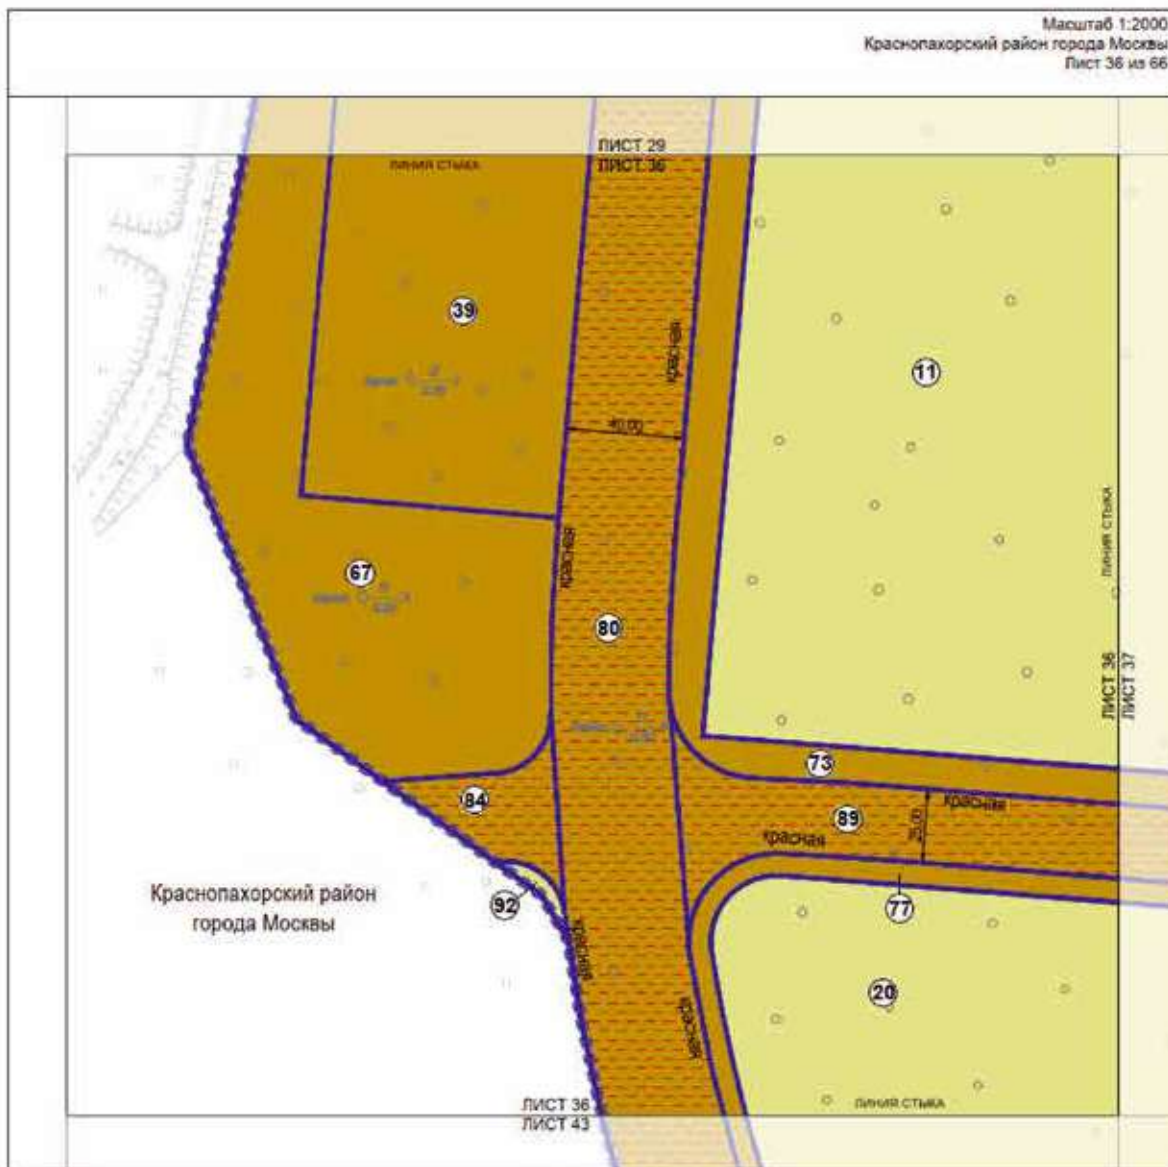 Масштаб 1:2000
Краснопахорский район города Москвы
Лист 36 из 66
ЛИСТ 29
ЛИНИЯ СТЫКА
ЛИСТ 36
39
красная
11
40.00
ЛИНИЯ СТЫКА
красная
67
80
ЛИСТ 36
ЛИСТ 37
73
84
красная
89
25.00
красная
Краснопахорский район
города Москвы
92
77
красная
20
красная
ЛИСТ 36
ЛИНИЯ СТЫКА
ЛИСТ 43